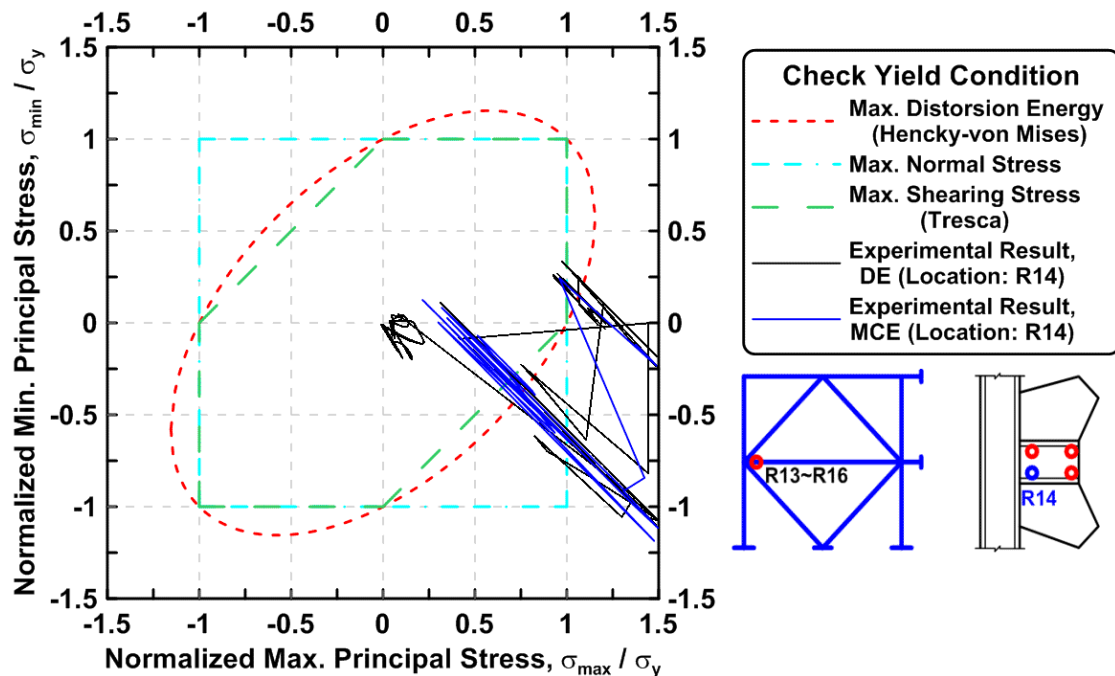 -1.5 -1 -0.5 0 0.5 1 1.5
1.5 1.5
1 1
0.5 0.5
0 0
-0.5 -0.5
-1 -1
-1.5 -1.5
-1.5 -1 -0.5 0 0.5 1 1.5
Normalized Min. Principal Stress, σmin / σy
Normalized Max. Principal Stress, σmax / σy
Check Yield Condition
Max. Distorsion Energy
(Hencky-von Mises)
Max. Normal Stress
Max. Shearing Stress
(Tresca)
Experimental Result,
DE (Location: R14)
Experimental Result,
MCE (Location: R14)
R13~R16
R14